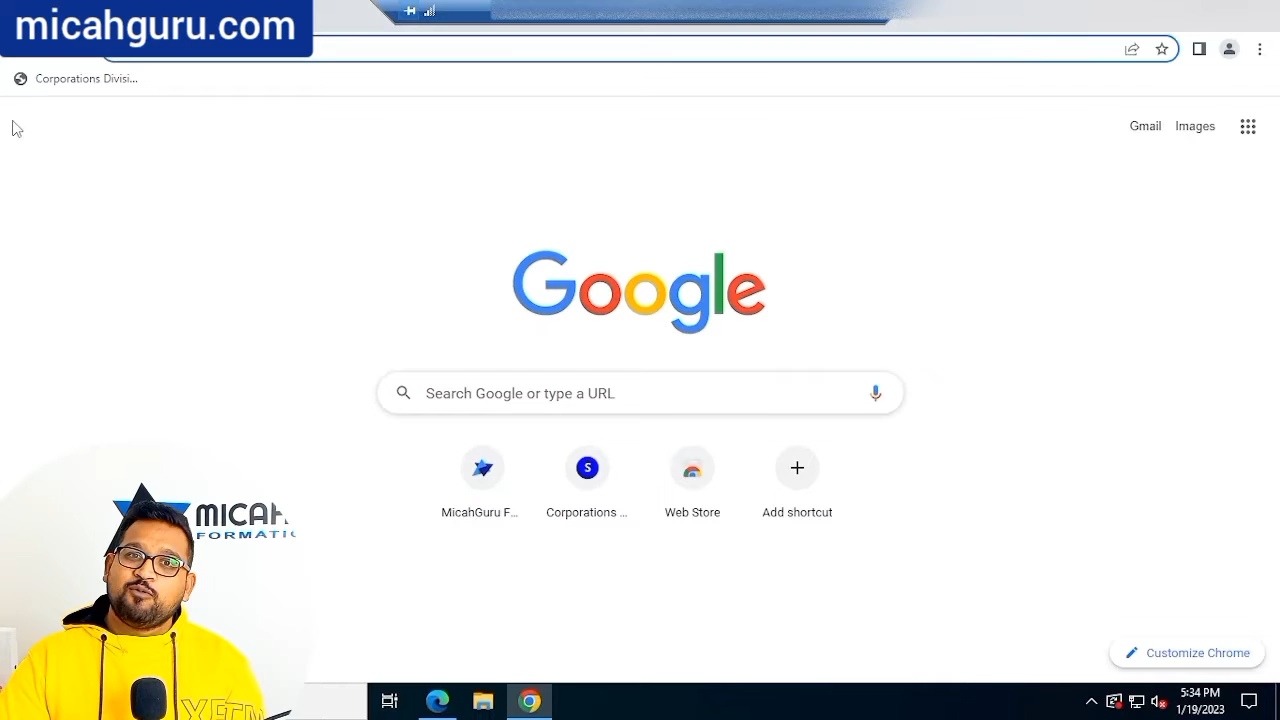 micahguru.com
Corporations Divisi...
Gmail Images
Google
Search Google or type a URL
S
MicahGuru F... Corporations ... Web Store Add shortcut
MICAH
FORMATIO
Customize Chrome
5:34 PM
1/19/2023